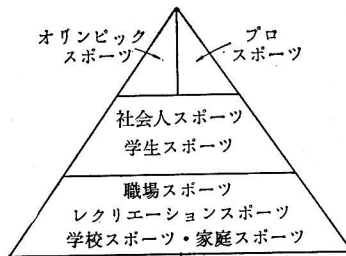 オリンピック
スポーツ
プロ
スポーツ
社会人スポーツ
学生スポーツ
職場スポーツ
レクリエーションスポーツ
学校スポーツ・家庭スポーツ